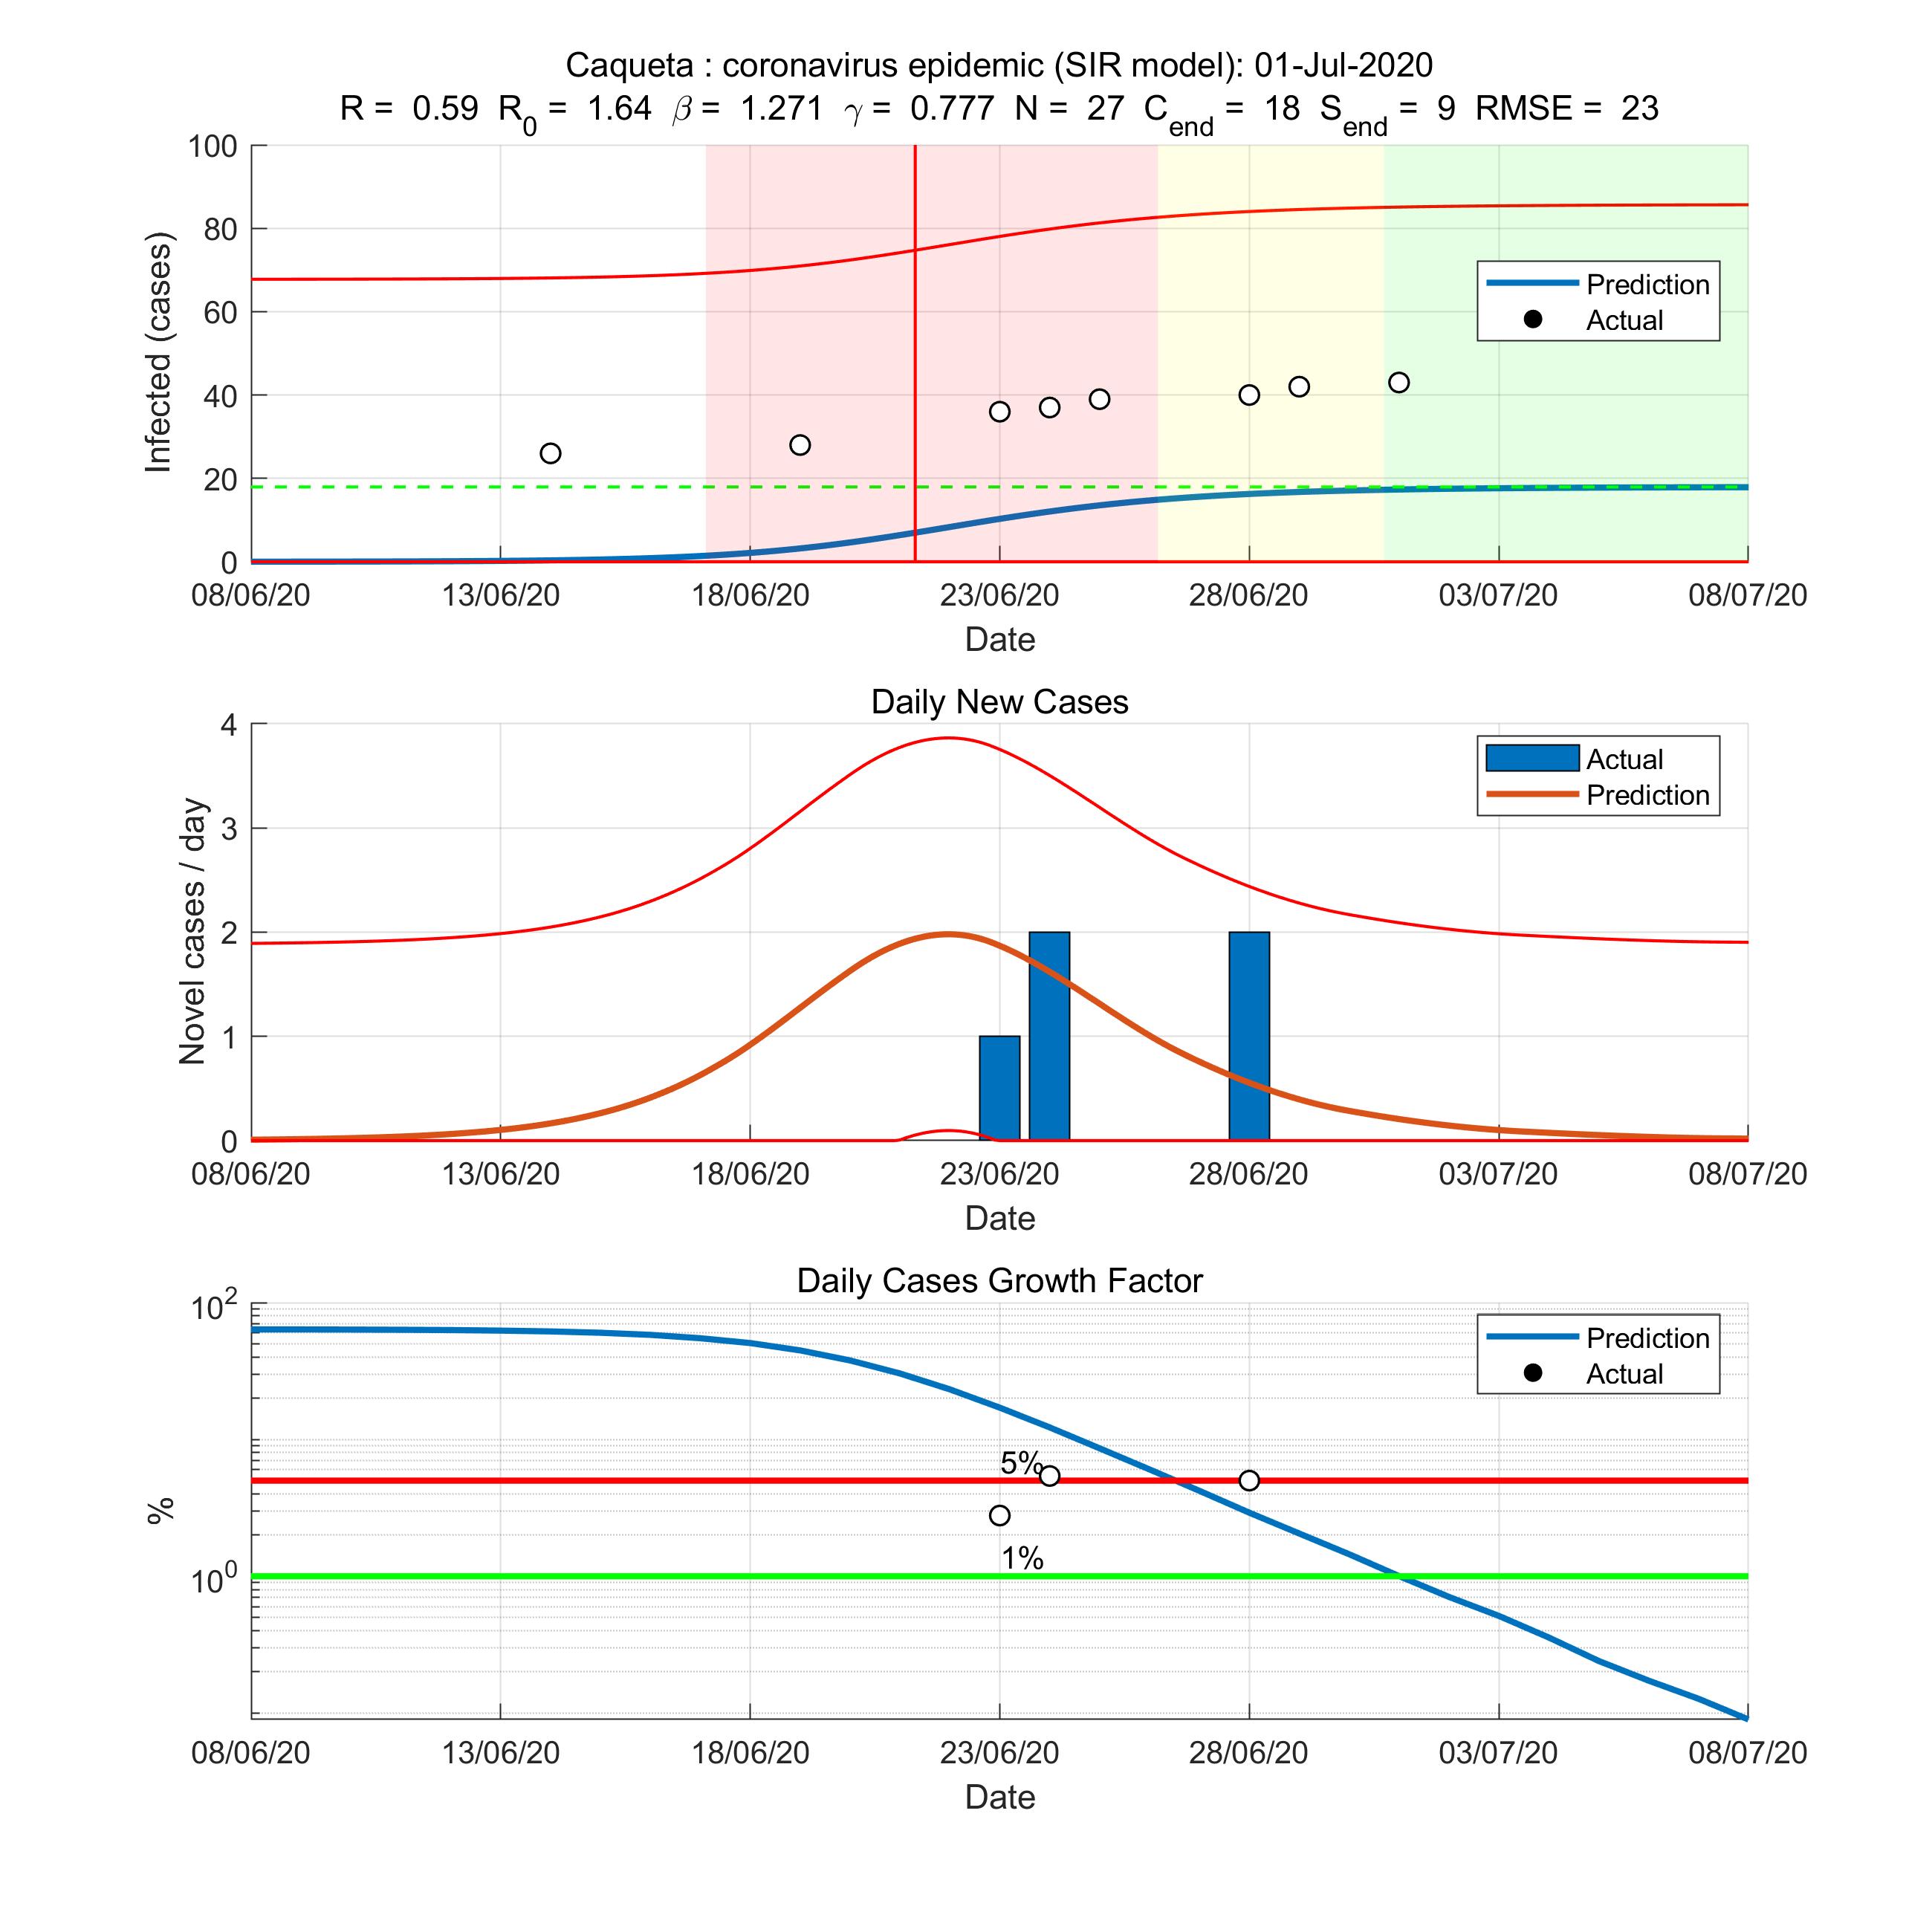 Caqueta : coronavirus epidemic (SIR model): 01-Jul-2020
R = 0.59 R0 = 1.64 β = 1.271 γ = 0.777 N = 27 Cend = 18 Send = 9 RMSE = 23
100
80
60
40
20
0
Infected (cases)
Prediction
Actual
08/06/20 13/06/20 18/06/20 23/06/20 28/06/20 03/07/20 08/07/20
Date
Daily New Cases
4
3
2
1
0
Novel cases / day
Actual
Prediction
08/06/20 13/06/20 18/06/20 23/06/20 28/06/20 03/07/20 08/07/20
Date
Daily Cases Growth Factor
10^2
10^0
%
Prediction
Actual
5%
1%
08/06/20 13/06/20 18/06/20 23/06/20 28/06/20 03/07/20 08/07/20
Date